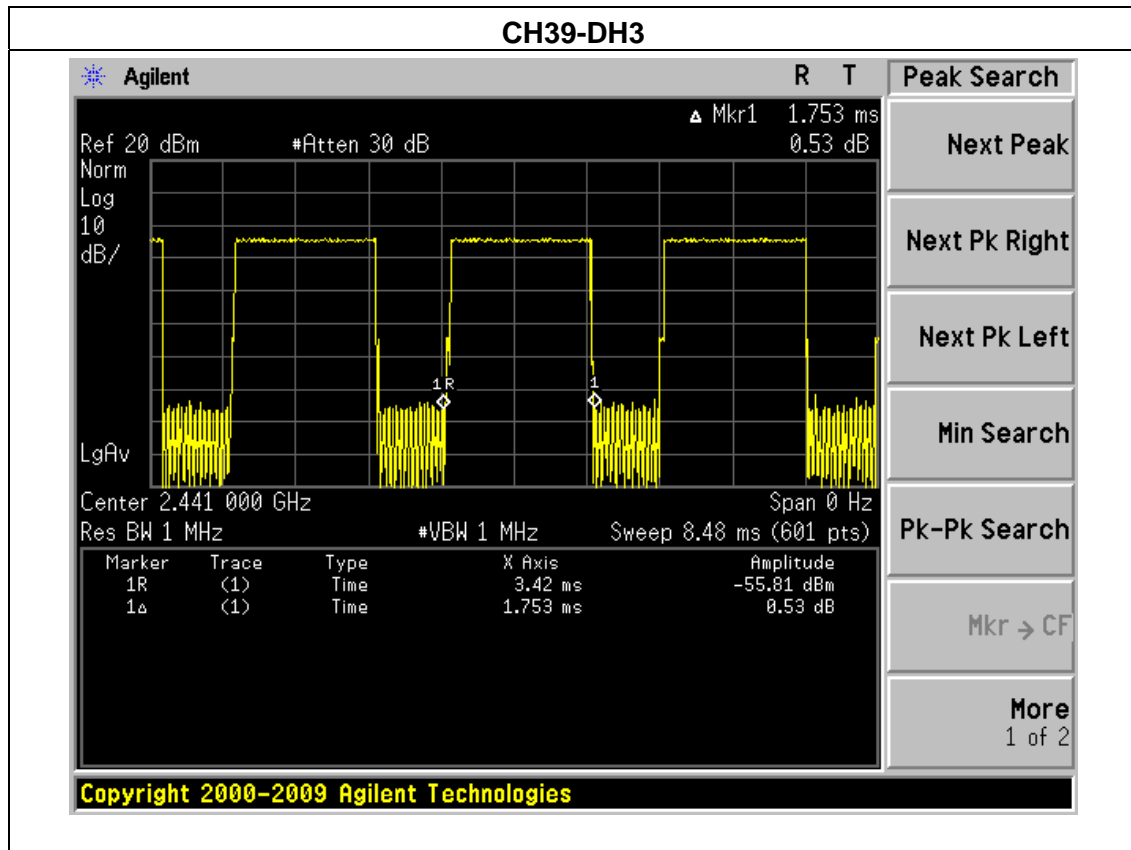 CH39-DH3
Agilent R T Peak Search
Δ Mkr1 1.753 ms
Ref 20 dBm #Atten 30 dB 0.53 dB
Norm
Log
10
dB/
1R
1
LgAv
Center 2.441 000 GHz Span 0 Hz
Res BW 1 MHz #VBW 1 MHz Sweep 8.48 ms (601 pts)
Marker Trace Type X Axis Amplitude
1R (1) Time 3.42 ms -55.81 dBm
1Δ (1) Time 1.753 ms 0.53 dB
Next Peak
Next Pk Right
Next Pk Left
Min Search
Pk-Pk Search
Mkr → CF
More
1 of 2
Copyright 2000-2009 Agilent Technologies